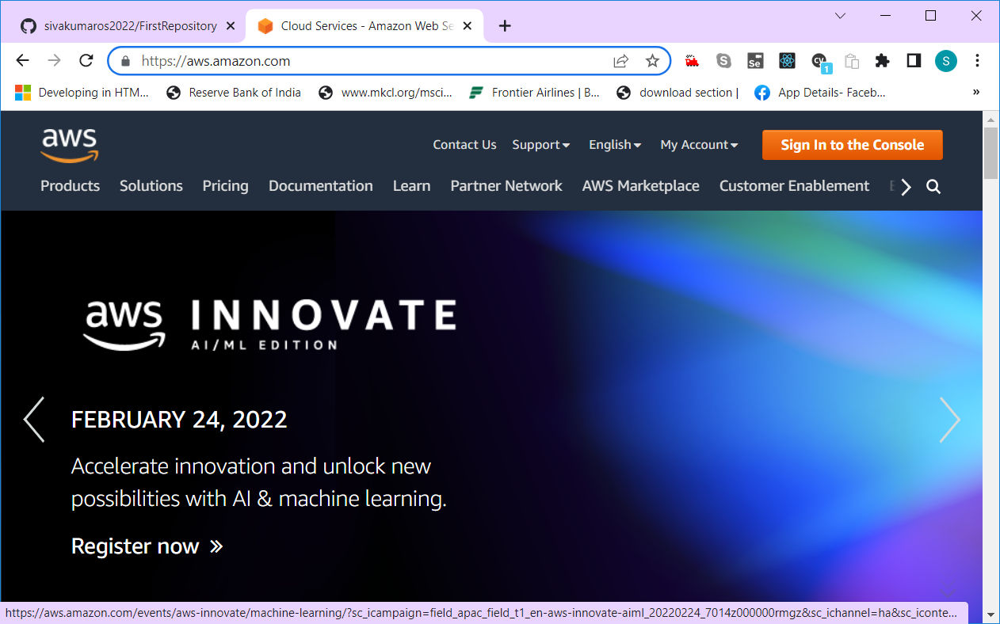 sivakumaros2022/FirstRepository
Cloud Services - Amazon Web Se
https://aws.amazon.com
Se
CY
1
S
Developing in HTM...
Reserve Bank of India
www.mkcl.org/msci...
Frontier Airlines | B...
download section |
App Details- Faceb...
»
aws
Contact Us
Support
English
My Account
Sign In to the Console
Products
Solutions
Pricing
Documentation
Learn
Partner Network
AWS Marketplace
Customer Enablement
E
aws INNOVATE
AI/ML EDITION
FEBRUARY 24, 2022
Accelerate innovation and unlock new
possibilities with AI & machine learning.
Register now »
https://aws.amazon.com/events/aws-innovate/machine-learning/?sc_icampaign=field_apac_field_t1_en-aws-innovate-aiml_20220224_7014z000000rmgz&sc_ichannel=ha&sc_iconte...